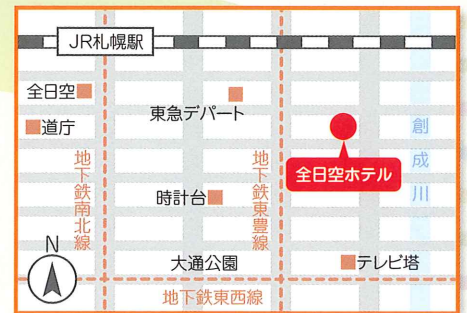 JR札幌駅
全日空
東急デパート
道庁
創成川
地下鉄南北線
地下鉄東豊線
全日空ホテル
時計台
N
大通公園
テレビ塔
地下鉄東西線